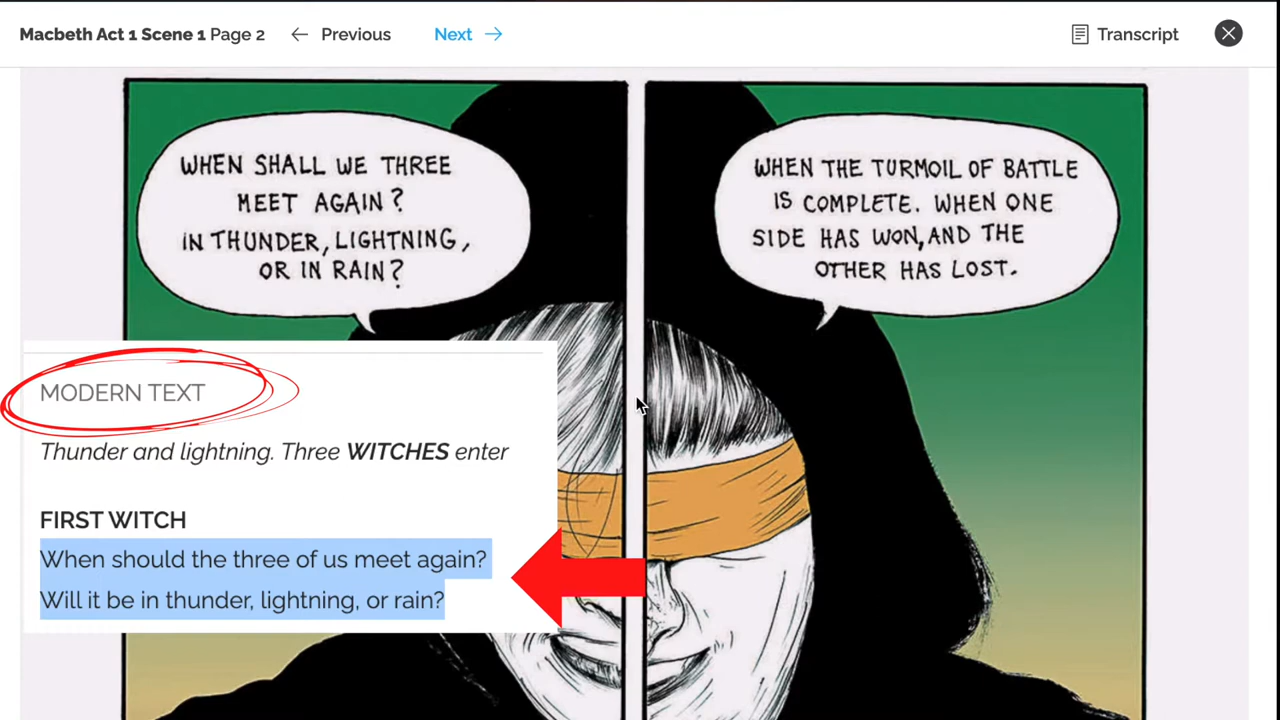 Macbeth Act 1 Scene 1 Page 2 Previous Next Transcript
WHEN SHALL WE THREE
MEET AGAIN?
IN THUNDER, LIGHTNING,
OR IN RAIN?
WHEN THE TURMOIL OF BATTLE
IS COMPLETE. WHEN ONE
SIDE HAS WON, AND THE
OTHER HAS LOST.
MODERN TEXT
Thunder and lightning. Three WITCHES enter
FIRST WITCH
When should the three of us meet again?
Will it be in thunder, lightning, or rain?